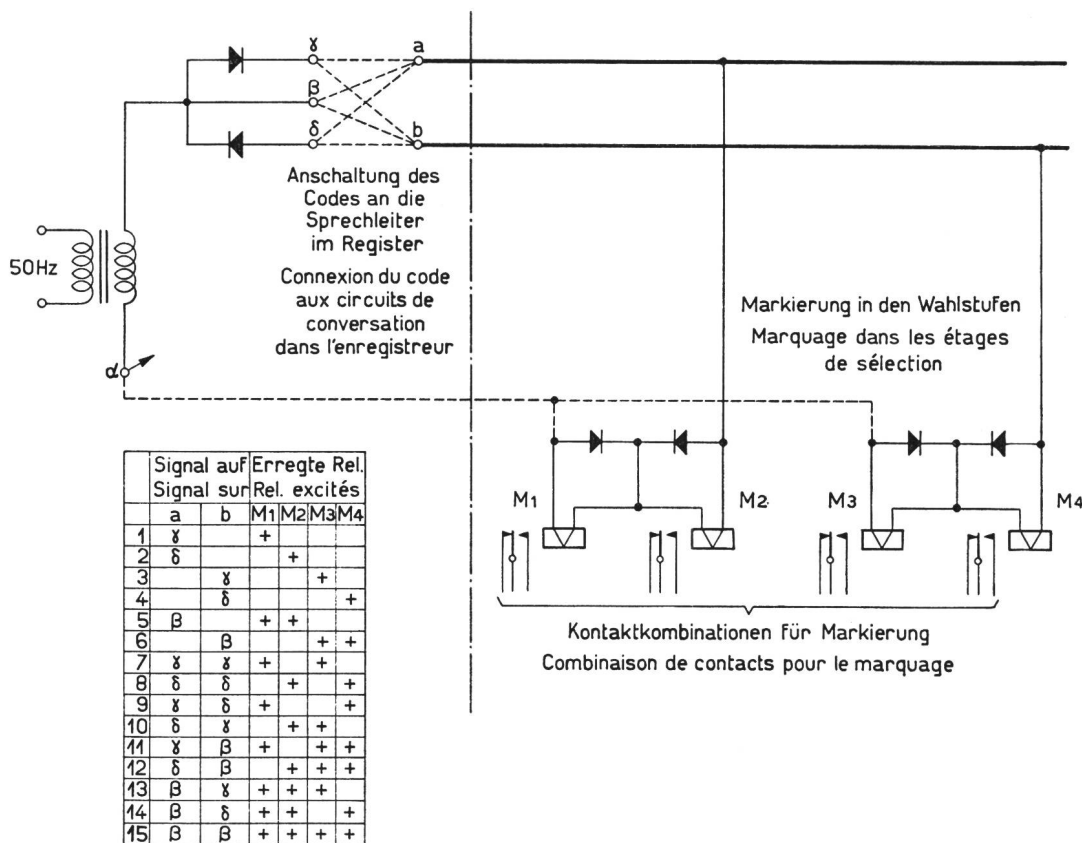 ɣ
a
β
δ
b
Anschaltung des
Codes an die
Sprechleiter
im Register
Connexion du code
aux circuits de
conversation
dans l'enregistreur
50Hz
α
Markierung in den Wahlstufen
Marquage dans les étages
de sélection
M1
M2
M3
M4
Kontaktkombinationen für Markierung
Combinaison de contacts pour le marquage
Signal auf Erregte Rel.
Signal sur Rel. excités
a b M1 M2 M3 M4
1 ɣ +
2 δ +
3 ɣ +
4 δ +
5 β + +
6 β + +
7 ɣ ɣ + +
8 δ δ + +
9 ɣ δ + +
10 δ ɣ + +
11 ɣ β + + +
12 δ β + + +
13 β ɣ + + +
14 β δ + + +
15 β β + + + +